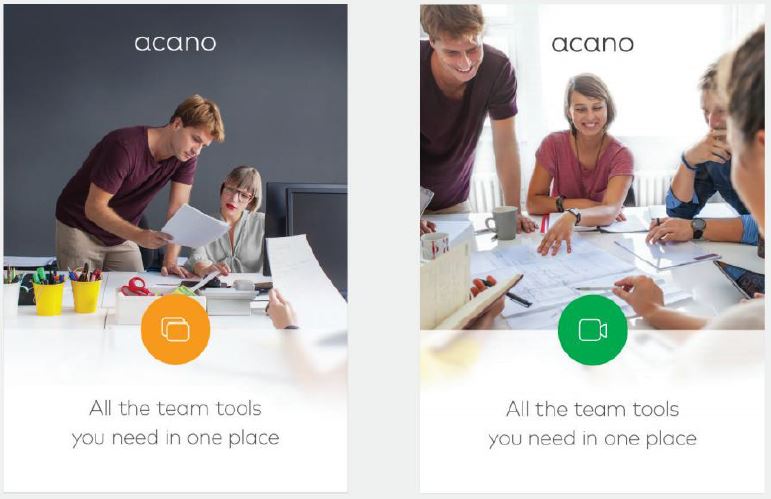 acano
All the team tools
you need in one place
acano
All the team tools
you need in one place